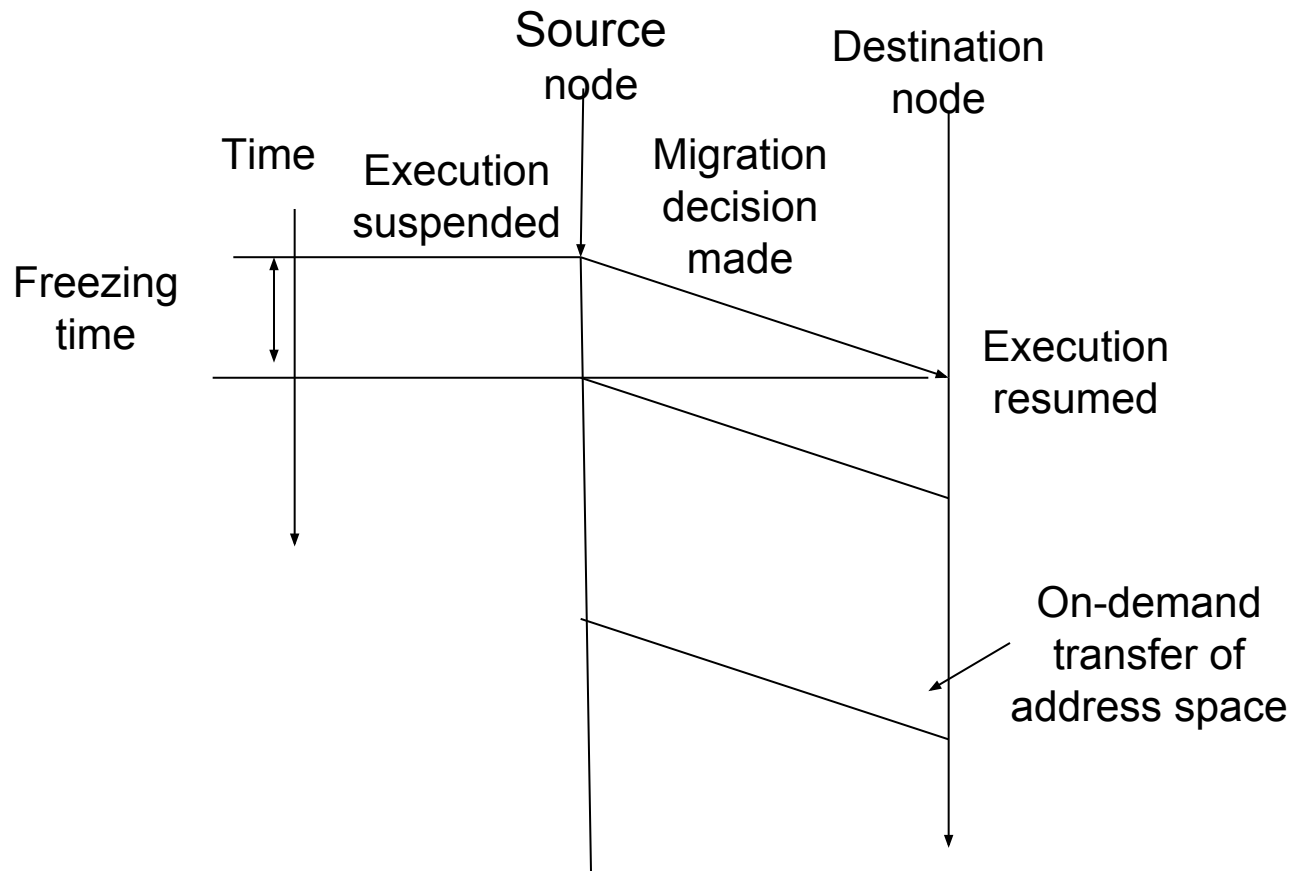 Source
node
Destination
node
Time
Execution
suspended
Migration
decision
made
Freezing
time
Execution
resumed
On-demand
transfer of
address space